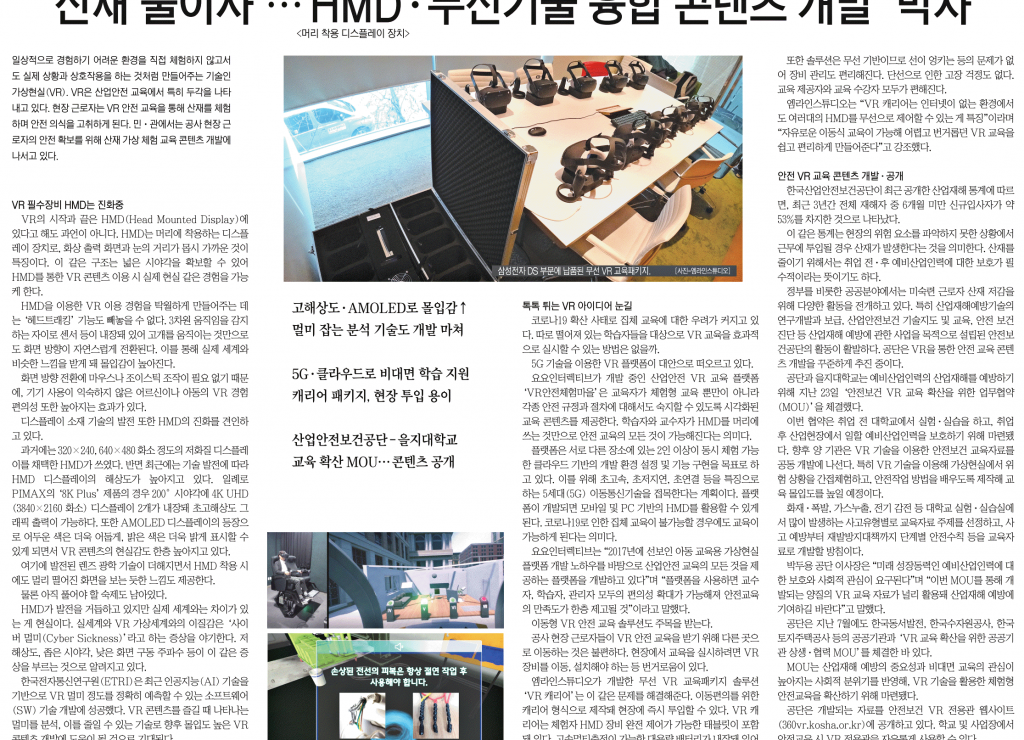 산재 줄이자 … HMD·무선기술 융합 콘텐츠 개발 박차
<머리 착용 디스플레이 장치>
일상적으로 경험하기 어려운 환경을 직접 체험하지 않고서
도 실제 상황과 상호작용을 하는 것처럼 만들어주는 기술인
가상현실(VR). VR은 산업안전 교육에서 특히 두각을 나타
내고 있다. 현장 근로자는 VR 안전 교육을 통해 산재를 체험
하며 안전 의식을 고취하게 된다. 민·관에서는 공사 현장 근
로자의 안전 확보를 위해 산재 가상 체험 교육 콘텐츠 개발에
나서고 있다.
VR 필수장비 HMD는 진화중
VR의 시작과 끝은 HMD(Head Mounted Display)에
있다고 해도 과언이 아니다. HMD는 머리에 착용하는 디스플
레이 장치로, 화상 출력 화면과 눈의 거리가 몹시 가까운 것이
특징이다. 이 같은 구조는 넓은 시야각을 확보할 수 있어
HMD를 통한 VR 콘텐츠 이용 시 실제 현실 같은 경험을 가능
케 한다.
HMD을 이용한 VR 이용 경험을 탁월하게 만들어주는 데
는 '헤드트래킹' 기능도 빼놓을 수 없다. 3차원 움직임을 감지
하는 자이로 센서 등이 내장돼 있어 고개를 움직이는 것만으로
도 화면 방향이 자연스럽게 전환된다. 이를 통해 실제 세계와
비슷한 느낌을 받게 돼 몰입감이 높아진다.
화면 방향 전환에 마우스나 조이스틱 조작이 필요 없기 때문
에, 기기 사용이 익숙하지 않은 어르신이나 아동의 VR 경험
편의성 또한 높아지는 효과가 있다.
디스플레이 소재 기술의 발전 또한 HMD의 진화를 견인하
고 있다.
과거에는 320×240, 640×480 화소 정도의 저화질 디스플레
이를 채택한 HMD가 쓰였다. 반면 최근에는 기술 발전에 따라
HMD 디스플레이의 해상도가 높아지고 있다. 일례로
PIMAX의 '8K Plus' 제품의 경우 200˚ 시야각에 4K UHD
(3840×2160 화소) 디스플레이 2개가 내장돼 초고해상도 그
래픽 출력이 가능하다. 또한 AMOLED 디스플레이의 등장으
로 어두운 색은 더욱 어둡게, 밝은 색은 더욱 밝게 표시할 수
있게 되면서 VR 콘텐츠의 현실감도 한층 높아지고 있다.
여기에 발전된 렌즈 광학 기술이 더해지면서 HMD 착용 시
에도 멀리 떨어진 화면을 보는 듯한 느낌도 제공한다.
물론 아직 풀어야 할 숙제도 남아있다.
HMD가 발전을 거듭하고 있지만 실제 세계와는 차이가 있
는 게 현실이다. 실세계와 VR 가상세계와의 이질감은 '사이
버 멀미(Cyber Sickness)'라고 하는 증상을 야기한다. 저
해상도, 좁은 시야각, 낮은 화면 구동 주파수 등이 이 같은 증
상을 부르는 것으로 알려지고 있다.
한국전자통신연구원(ETRI)은 최근 인공지능(AI) 기술을
기반으로 VR 멀미 정도를 정확히 예측할 수 있는 소프트웨어
(SW) 기술 개발에 성공했다. VR 콘텐츠를 즐길 때 나타나는
멀미를 분석, 이를 줄일 수 있는 기술로 향후 몰입도 높은 VR
콘텐츠 개발에 도움이 될 것으로 기대된다.
삼성전자 DS 부문에 납품된 무선 VR 교육패키지.
[사진=엠라인스튜디오]
고해상도·AMOLED로 몰입감↑
멀미 잡는 분석 기술도 개발 마쳐
5G·클라우드로 비대면 학습 지원
캐리어 패키지, 현장 투입 용이
산업안전보건공단-을지대학교
교육 확산 MOU…콘텐츠 공개
손상된 전선의 피복은 항상 절연 작업 후
사용해야 합니다.
톡톡 튀는 VR 아이디어 눈길
코로나19 확산 사태로 집체 교육에 대한 우려가 커지고 있
다. 따로 떨어져 있는 학습자들을 대상으로 VR 교육을 효과적
으로 실시할 수 있는 방법은 없을까.
5G 기술을 이용한 VR 플랫폼이 대안으로 떠오르고 있다.
요요인터렉티브가 개발 중인 산업안전 VR 교육 플랫폼
'VR안전체험마을'은 교육자가 체험형 교육 뿐만이 아니라
각종 안전 규정과 절차에 대해서도 숙지할 수 있도록 시각화된
교육 콘텐츠를 제공한다. 학습자와 교수자가 HMD를 머리에
쓰는 것만으로 안전 교육의 모든 것이 가능해진다는 의미다.
플랫폼은 서로 다른 장소에 있는 2인 이상이 동시 체험 가능
한 클라우드 기반의 개발 환경 설정 및 기능 구현을 목표로 하
고 있다. 이를 위해 초고속, 초저지연, 초연결 등을 특징으로
하는 5세대(5G) 이동통신기술을 접목한다는 계획이다. 플랫
폼이 개발되면 모바일 및 PC 기반의 HMD를 활용할 수 있게
된다. 코로나19로 인한 집체 교육이 불가능할 경우에도 교육이
가능하게 된다는 의미다.
요요인터렉티브는 "2017년에 선보인 아동 교육용 가상현실
플랫폼 개발 노하우를 바탕으로 산업안전 교육의 모든 것을 제
공하는 플랫폼을 개발하고 있다"며 "플랫폼을 사용하면 교수
자, 학습자, 관리자 모두의 편의성 확대가 가능해져 안전교육
의 만족도가 한층 제고될 것"이라고 말했다.
이동형 VR 안전 교육 솔루션도 주목을 받는다.
공사 현장 근로자들이 VR 안전 교육을 받기 위해 다른 곳으
로 이동하는 것은 불편하다. 현장에서 교육을 실시하려면 VR
장비를 이동, 설치해야 하는 등 번거로움이 있다.
엠라인스튜디오가 개발한 무선 VR 교육패키지 솔루션
'VR 캐리어'는 이 같은 문제를 해결해준다. 이동편의를 위한
캐리어 형식으로 제작돼 현장에 즉시 투입할 수 있다. VR 캐
리어는 체험자 HMD 장비 완전 제어가 가능한 태블릿이 포함
돼 있다. 고속멀티충전이 가능한 대용량 배터리가 내장돼 있어
또한 솔루션은 무선 기반이므로 선이 엉키는 등의 문제가 없
어 장비 관리도 편리해진다. 단선으로 인한 고장 걱정도 없다.
교육 제공자와 교육 수강자 모두가 편해진다.
엠라인스튜디오는 "VR 캐리어는 인터넷이 없는 환경에서
도 여러대의 HMD를 무선으로 제어할 수 있는 게 특징"이라며
"자유로운 이동식 교육이 가능해 어렵고 번거롭던 VR 교육을
쉽고 편리하게 만들어준다"고 강조했다.
안전 VR 교육 콘텐츠 개발·공개
한국산업안전보건공단이 최근 공개한 산업재해 통계에 따르
면, 최근 3년간 전체 재해자 중 6개월 미만 신규입사자가 약
53%를 차지한 것으로 나타났다.
이 같은 통계는 현장의 위험 요소를 파악하지 못한 상황에서
근무에 투입될 경우 산재가 발생한다는 것을 의미한다. 산재를
줄이기 위해서는 취업 전·후 예비산업인력에 대한 보호가 필
수적이라는 뜻이기도 하다.
정부를 비롯한 공공분야에서는 미숙련 근로자 산재 저감을
위해 다양한 활동을 전개하고 있다. 특히 산업재해예방기술의
연구개발과 보급, 산업안전보건 기술지도 및 교육, 안전 보건
진단 등 산업재해 예방에 관한 사업을 목적으로 설립된 안전보
건공단의 활동이 활발하다. 공단은 VR을 통한 안전 교육 콘텐
츠 개발을 꾸준하게 추진 중이다.
공단과 을지대학교는 예비산업인력의 산업재해를 예방하기
위해 지난 23일 '안전보건 VR 교육 확산을 위한 업무협약
(MOU)'을 체결했다.
이번 협약은 취업 전 대학교에서 실험·실습을 하고, 취업
후 산업현장에서 일할 예비산업인력을 보호하기 위해 마련됐
다. 향후 양 기관은 VR 기술을 이용한 안전보건 교육자료를
공동 개발에 나선다. 특히 VR 기술을 이용해 가상현실에서 위
험 상황을 간접체험하고, 안전작업 방법을 배우도록 제작해 교
육 몰입도를 높일 예정이다.
화재·폭발, 가스누출, 전기 감전 등 대학교 실험·실습실에
서 많이 발생하는 사고유형별로 교육자료 주제를 선정하고, 사
고 예방부터 재발방지대책까지 단계별 안전수칙 등을 교육자
료로 개발할 방침이다.
박두용 공단 이사장은 "미래 성장동력인 예비산업인력에 대
한 보호와 사회적 관심이 요구된다"며 "이번 MOU를 통해 개
발되는 양질의 VR 교육 자료가 널리 활용돼 산업재해 예방에
기여하길 바란다"고 말했다.
공단은 지난 7월에도 한국동서발전, 한국수자원공사, 한국
토지주택공사 등의 공공기관과 'VR 교육 확산을 위한 공공기
관 상생·협력 MOU'를 체결한 바 있다.
MOU는 산업재해 예방의 중요성과 비대면 교육의 관심이
높아지는 사회적 분위기를 반영해, VR 기술을 활용한 체험형
안전교육을 확산하기 위해 마련됐다.
공단은 개발되는 자료를 안전보건 VR 전용관 웹사이트
(360vr.kosha.or.kr)에 공개하고 있다. 학교 및 사업장에서
안전교육 시 VR 전용관을 자유롭게 사용할 수 있다.